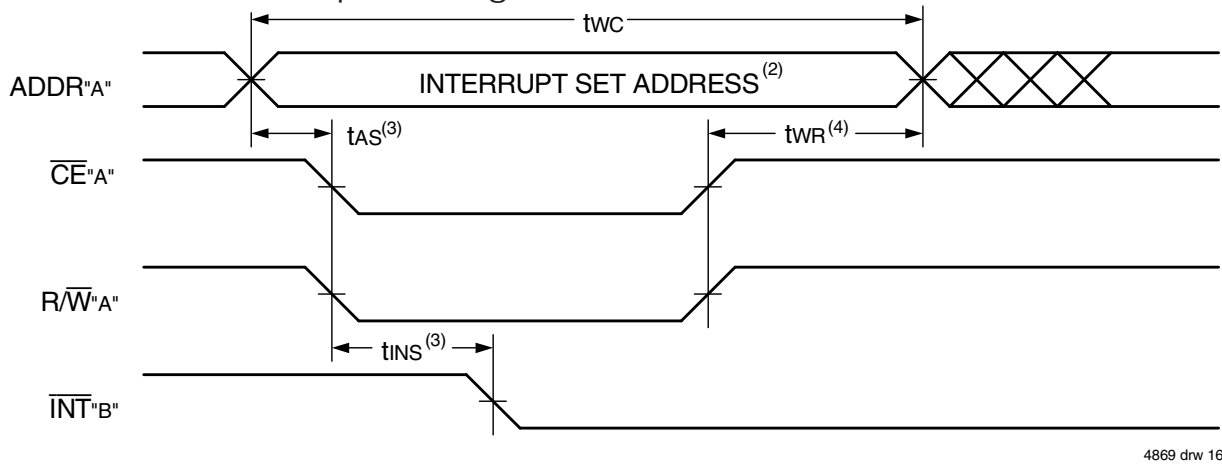 tWC
ADDR"A"
INTERRUPT SET ADDRESS(2)
tAS(3)
tWR(4)
CE"A"
R/W"A"
tINS(3)
INT"B"
4869 drw 16